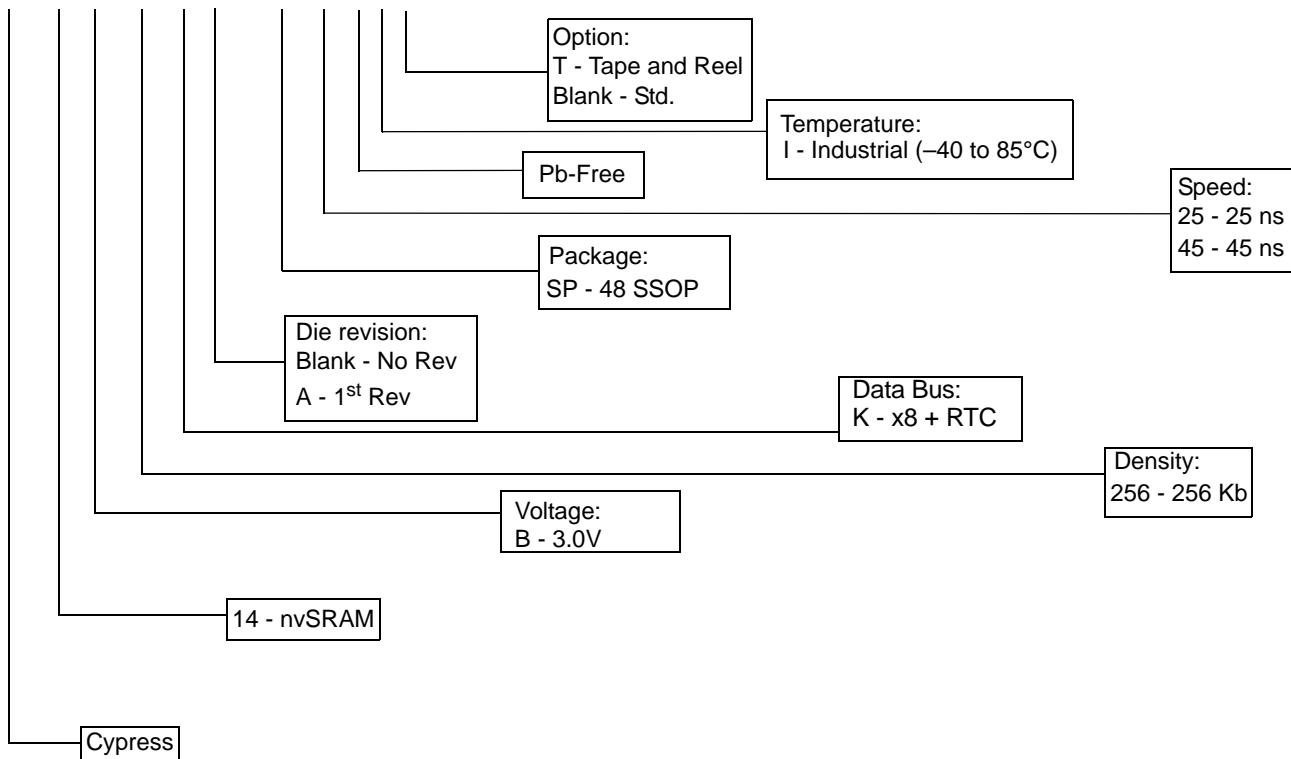 Option:
T - Tape and Reel
Blank - Std.
Temperature:
I - Industrial (–40 to 85°C)
Pb-Free
Speed:
25 - 25 ns
45 - 45 ns
Package:
SP - 48 SSOP
Die revision:
Blank - No Rev
A - 1st Rev
Data Bus:
K - x8 + RTC
Density:
256 - 256 Kb
Voltage:
B - 3.0V
14 - nvSRAM
Cypress